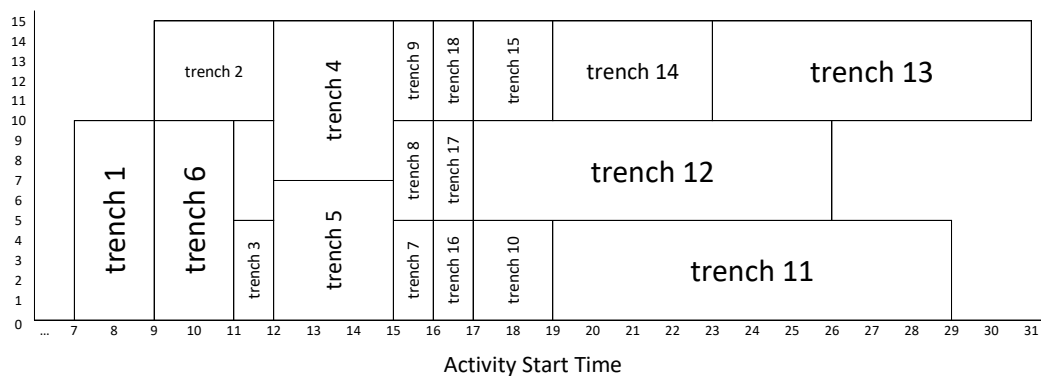 15
14
13
12
11
10
9
8
7
6
5
4
3
2
1
0
trench 1
trench 2
trench 6
trench 3
trench 4
trench 5
trench 9
trench 8
trench 7
trench 18
trench 17
trench 16
trench 15
trench 10
trench 14
trench 12
trench 11
trench 13
... 7 8 9 10 11 12 13 14 15 16 17 18 19 20 21 22 23 24 25 26 27 28 29 30 31
Activity Start Time